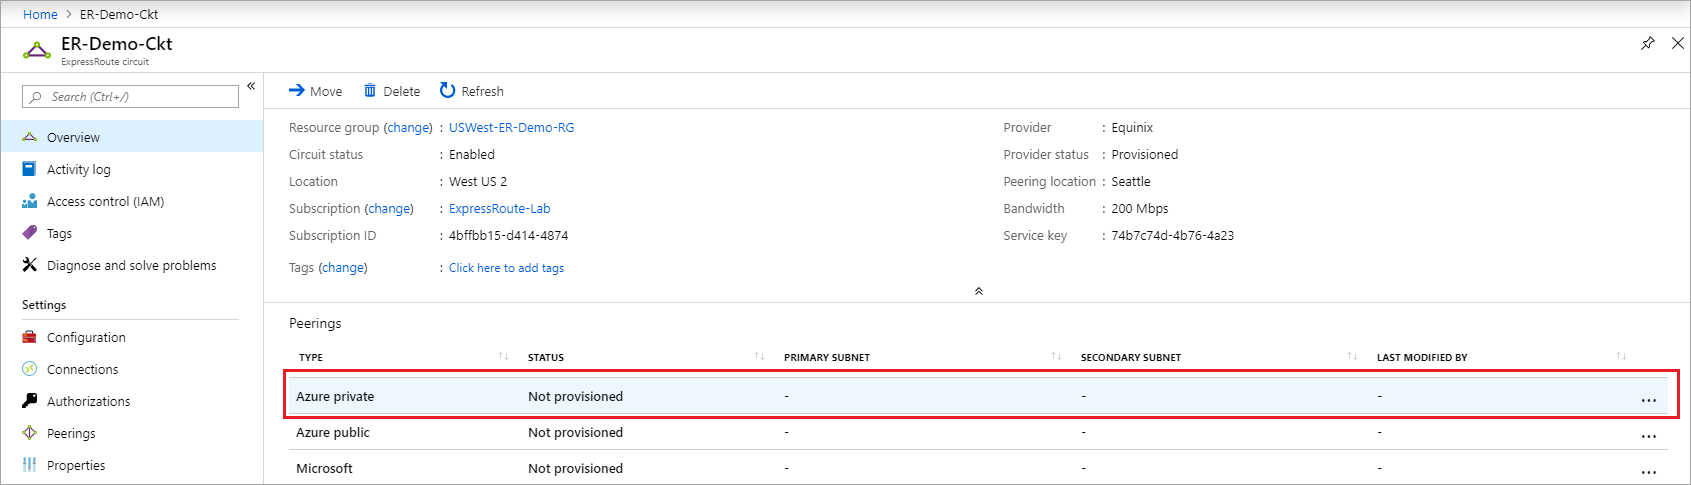 Home > ER-Demo-Ckt
ER-Demo-Ckt
ExpressRoute circuit
Search (Ctrl+/)
Overview
Activity log
Access control (IAM)
Tags
Diagnose and solve problems
Settings
Configuration
Connections
Authorizations
Peerings
Properties
Move Delete Refresh
Resource group (change) : USWest-ER-Demo-RG
Circuit status : Enabled
Location : West US 2
Subscription (change) : ExpressRoute-Lab
Subscription ID : 4bffbb15-d414-4874
Tags (change) : Click here to add tags
Provider : Equinix
Provider status : Provisioned
Peering location : Seattle
Bandwidth : 200 Mbps
Service key : 74b7c74d-4b76-4a23
Peerings
TYPE STATUS PRIMARY SUBNET SECONDARY SUBNET LAST MODIFIED BY
Azure private Not provisioned - - - ...
Azure public Not provisioned - - - ...
Microsoft Not provisioned - - - ...